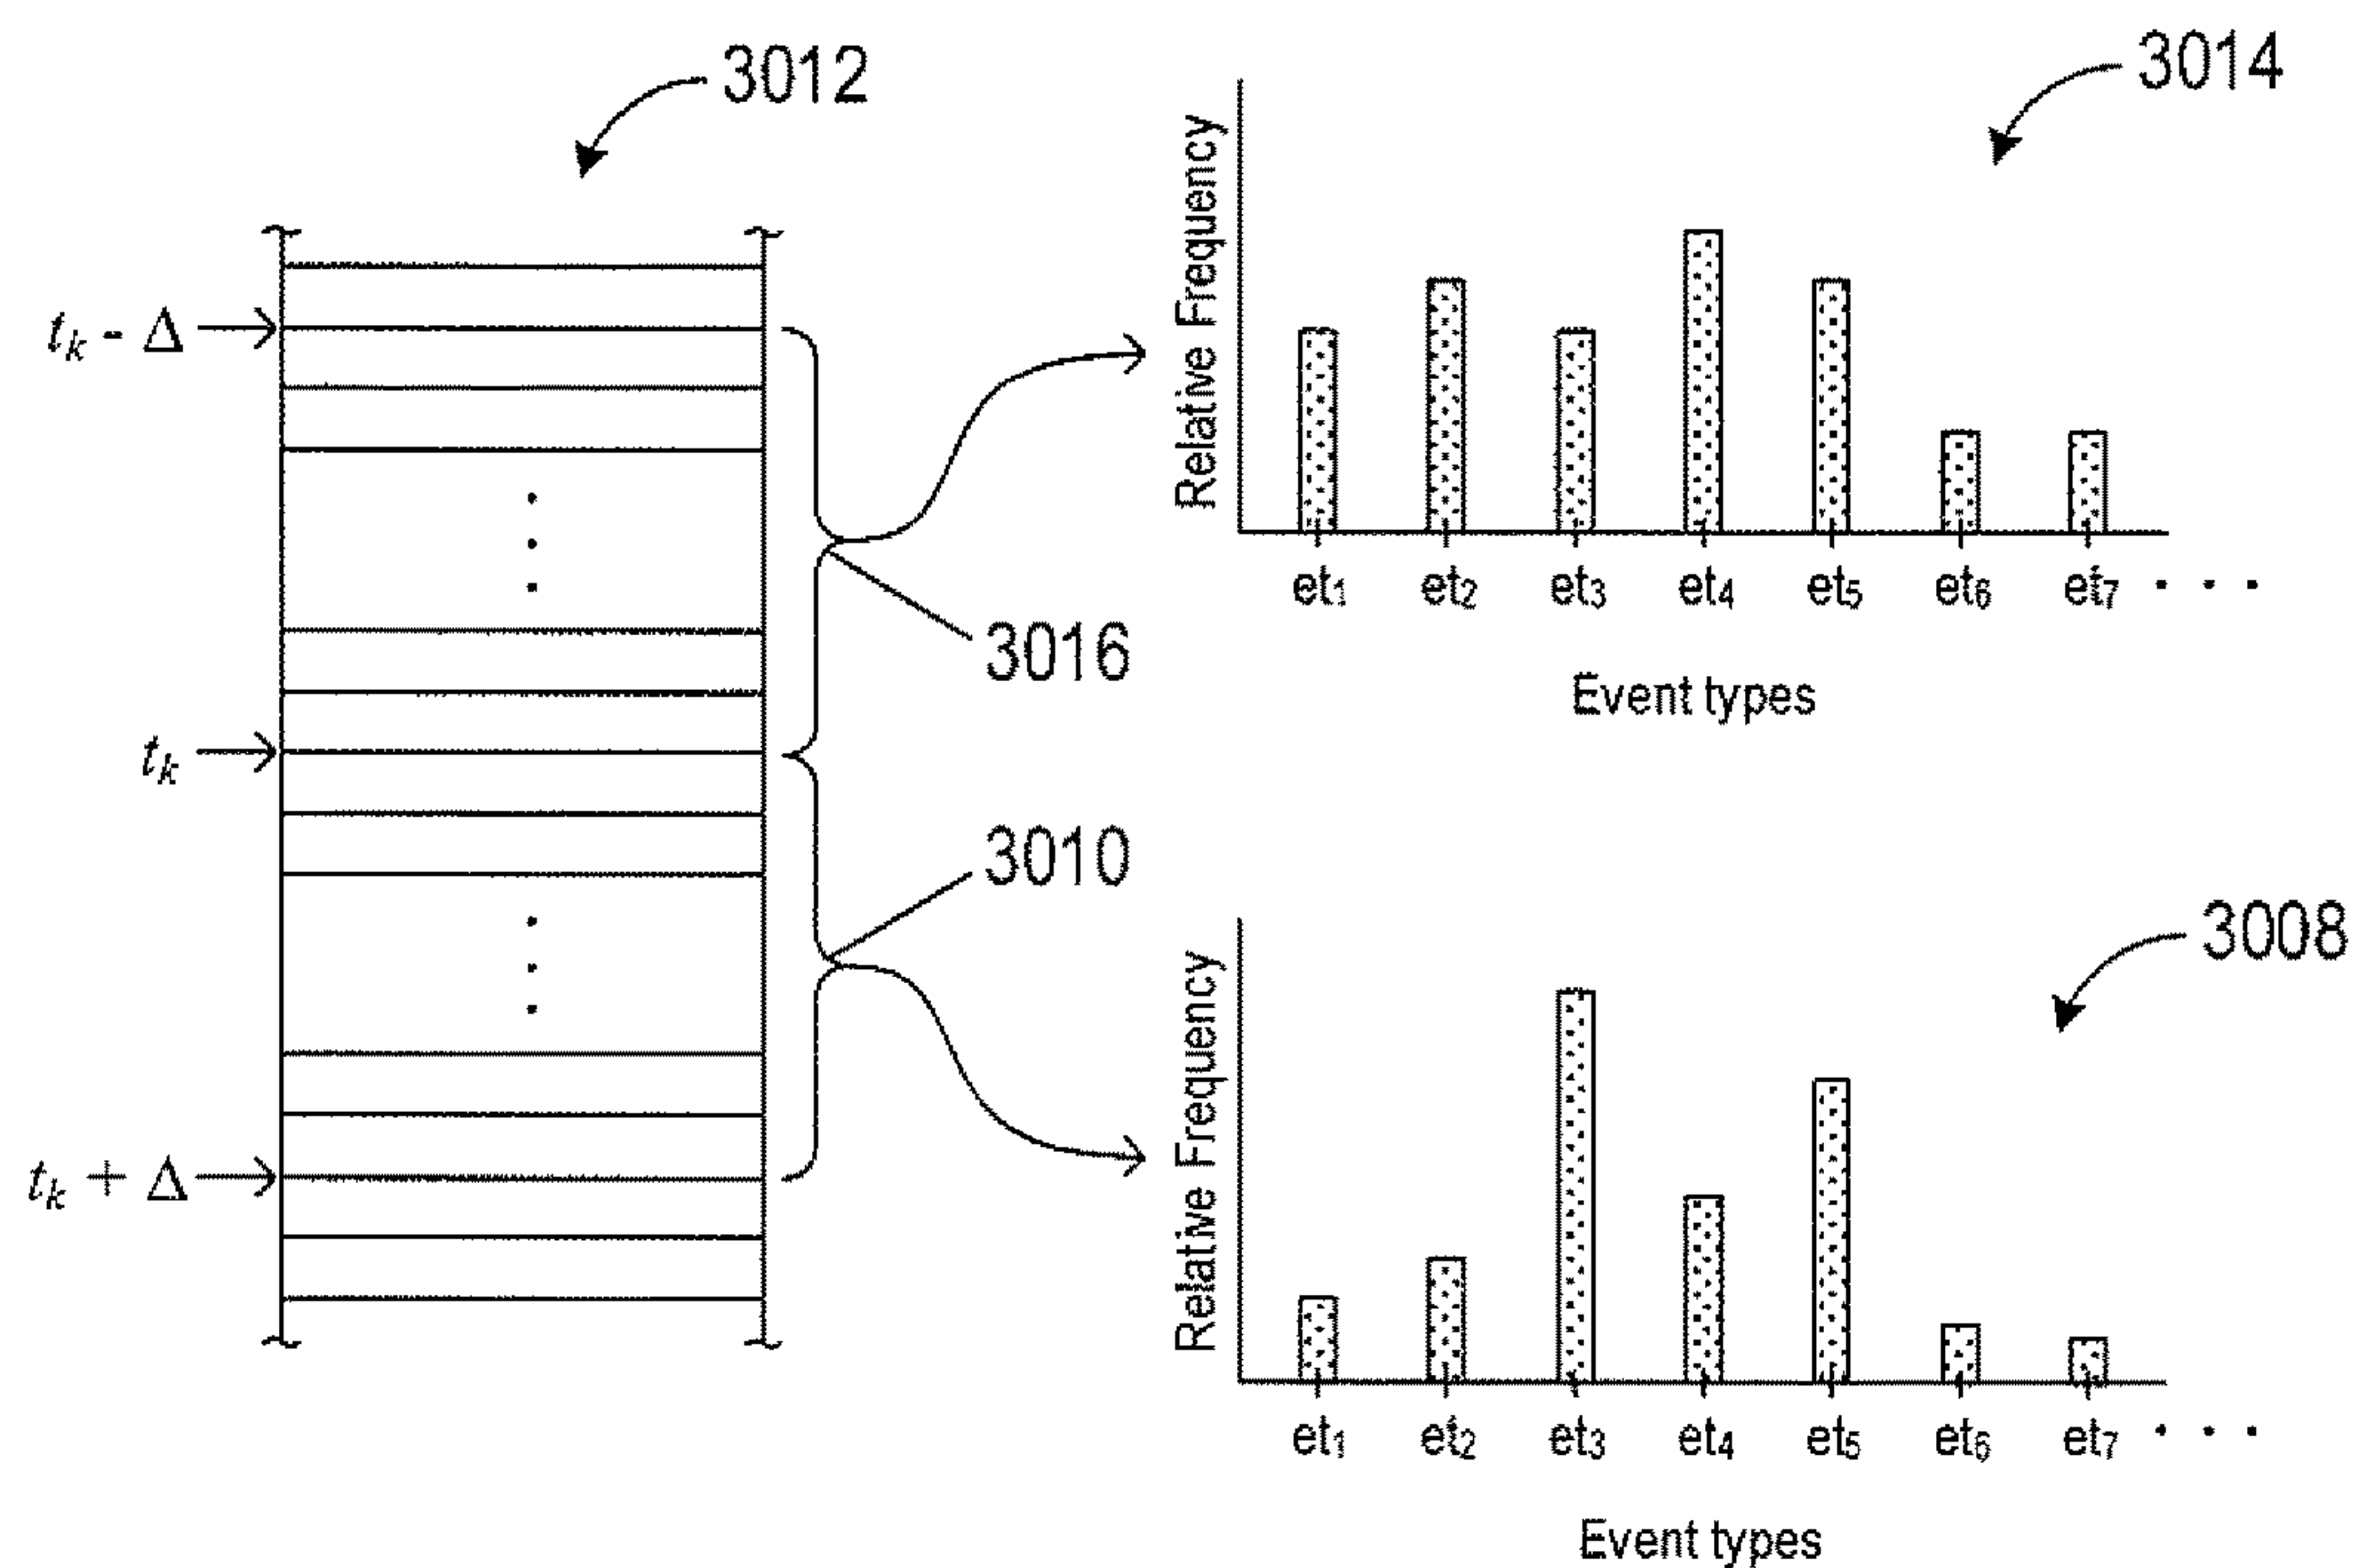 3012
3014
Relative Frequency
t_k - Δ
et₁ et₂ et₃ et₄ et₅ et₆ et₇ . . .
3016
Event types
t_k
3010
3008
Relative Frequency
t_k + Δ
et₁ et₂ et₃ et₄ et₅ et₆ et₇ . . .
Event types